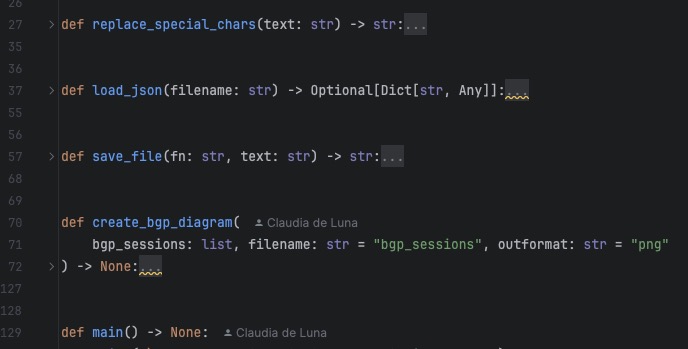 26
27 def replace_special_chars(text: str) -> str:...
35
36
37 def load_json(filename: str) -> Optional[Dict[str, Any]]:...
55
56
57 def save_file(fn: str, text: str) -> str:...
68
69
70 def create_bgp_diagram( Claudia de Luna
71 bgp_sessions: list, filename: str = "bgp_sessions", outformat: str = "png"
72 ) -> None:...
127
128
129 def main() -> None: Claudia de Luna